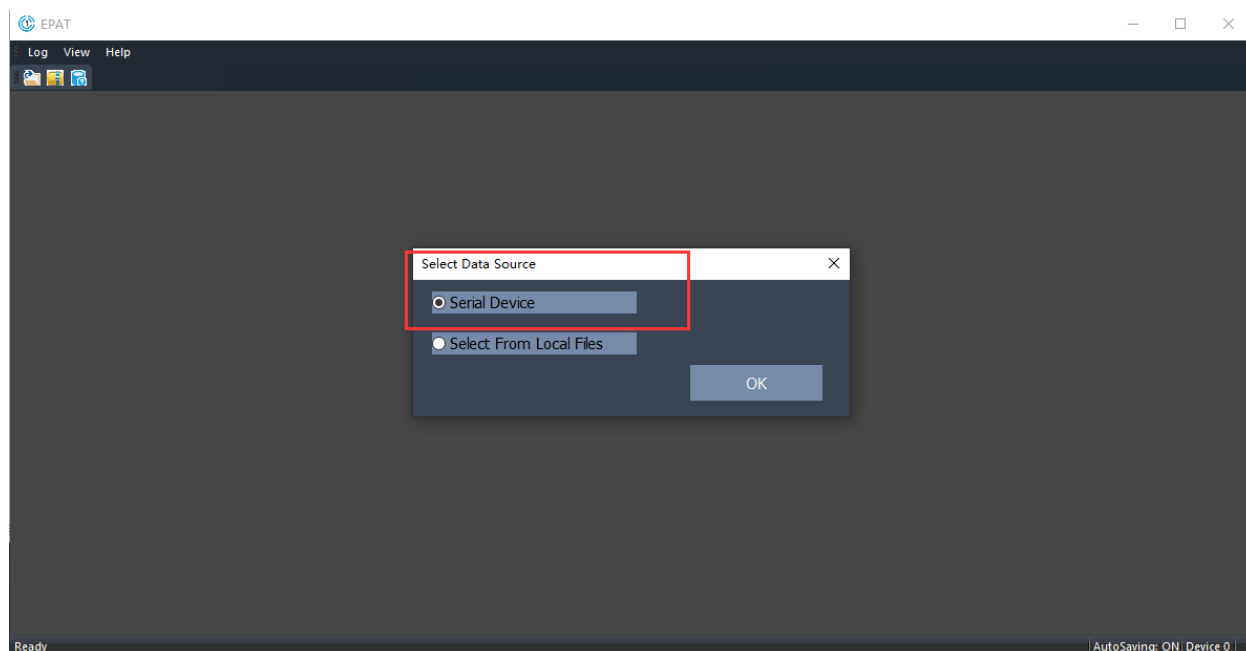 EPAT
Log View Help
Select Data Source
Serial Device
Select From Local Files
OK
Ready
AutoSaving: ON Device 0